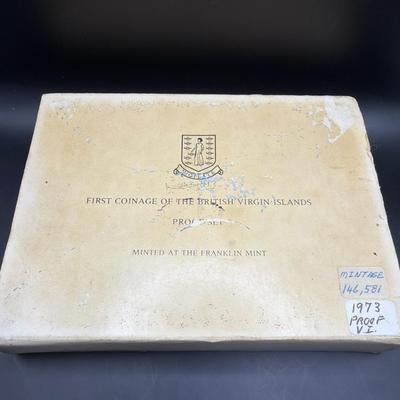 VIGILATE
FIRST COINAGE OF THE BRITISH VIRGIN ISLANDS
PROOF SET
MINTED AT THE FRANKLIN MINT
MINTAGE
146,581
1973
PROOF
V.I.